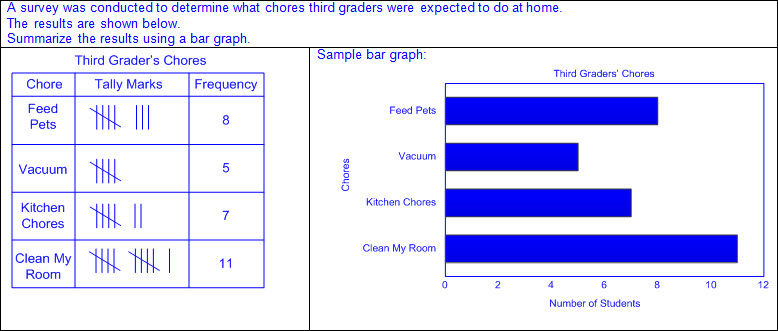 A survey was conducted to determine what chores third graders were expected to do at home.
The results are shown below.
Summarize the results using a bar graph.
Third Grader's Chores
Chore Tally Marks Frequency
Feed
Pets
8
Vacuum
5
Kitchen
Chores
7
Clean My
Room
11
Sample bar graph:
Third Graders' Chores
Chores
Feed Pets
Vacuum
Kitchen Chores
Clean My Room
0 2 4 6 8 10 12
Number of Students